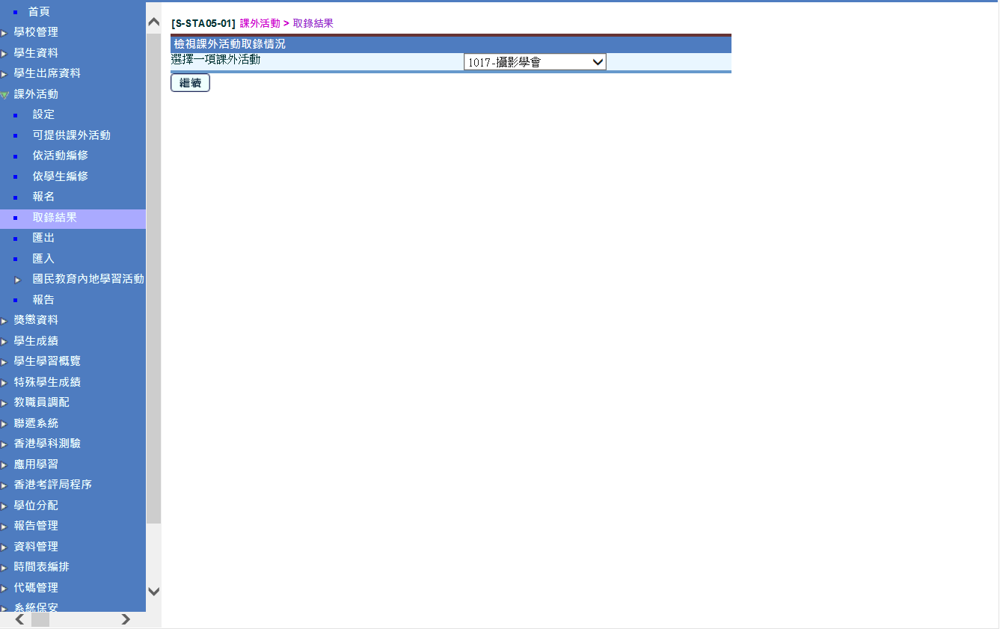 首頁
學校管理
學生資料
學生出席資料
課外活動
設定
可提供課外活動
依活動編修
依學生編修
報名
取錄結果
匯出
匯入
國民教育內地學習活動
報告
獎懲資料
學生成績
學生學習概覽
特殊學生成績
教職員調配
聯遞系統
香港學科測驗
應用學習
香港考評局程序
學位分配
報告管理
資料管理
時間表編排
代碼管理
系統保安
[S-STA05-01] 課外活動 > 取錄結果
檢視課外活動取錄情況
選擇一項課外活動 1017-攝影學會
繼續